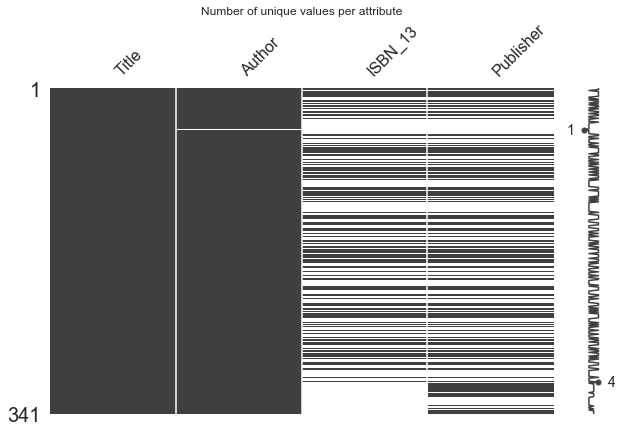 Number of unique values per attribute
Title
Author
ISBN_13
Publisher
1
1
4
341